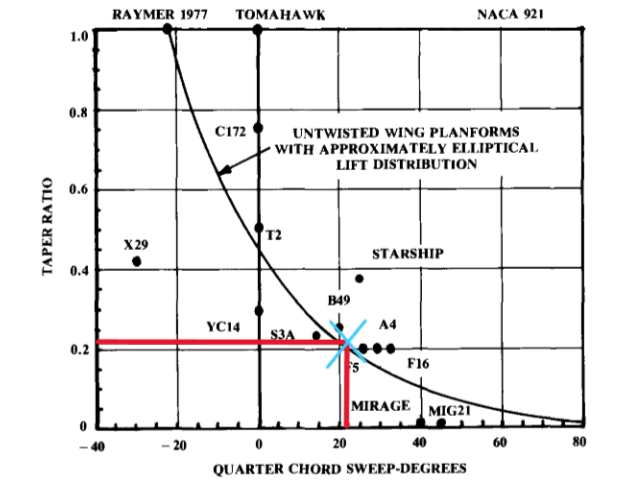 RAYMER 1977 TOMAHAWK NACA 921
1.0
0.8
C172
UNTWISTED WING PLANFORMS
WITH APPROXIMATELY ELLIPTICAL
LIFT DISTRIBUTION
0.6
TAPER RATIO
T2
X29
STARSHIP
0.4
B49
YC14
S3A
A4
0.2
F5
F16
MIRAGE
MIG21
0
-40 -20 0 20 40 60 80
QUARTER CHORD SWEEP-DEGREES